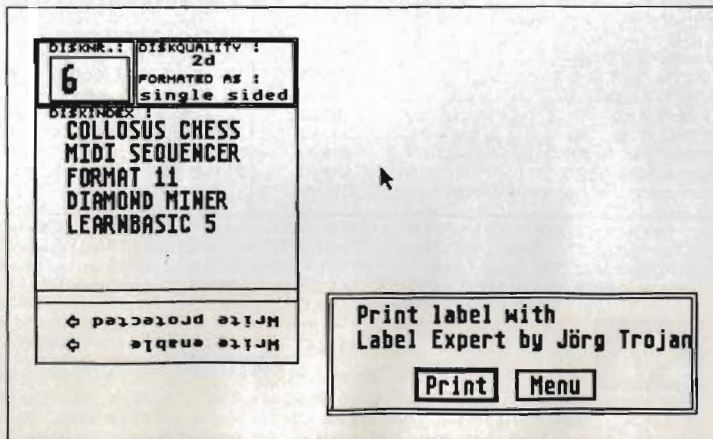 DISKNR.:
6
DISKQUALITY :
2d
FORMATED AS :
single sided
DISKINDEX :
COLLOSUS CHESS
MIDI SEQUENCER
FORMAT 11
DIAMOND MINER
LEARNBASIC 5
Write protected ⇨
Write enable ⇨
Print label with
Label Expert by Jörg Trojan
Print
Menu